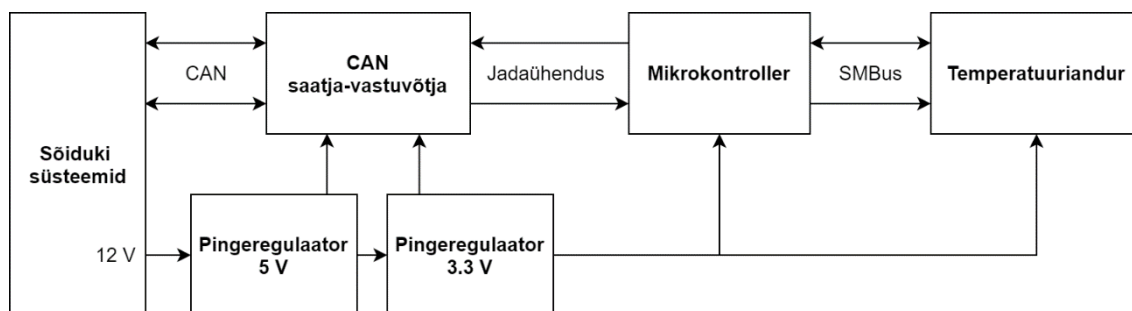 CAN
CAN
saatja-vastuvõtja
Jadaühendus
Mikrokontroller
SMBus
Temperatuuriandur
Sõiduki
süsteemid
12 V
Pingeregulaator
5 V
Pingeregulaator
3.3 V